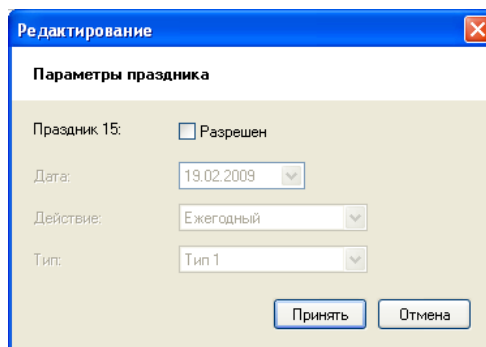 Редактирование
Параметры праздника
Праздник 15: Разрешен
Дата: 19.02.2009
Действие: Ежегодный
Тип: Тип 1
Принять Отмена